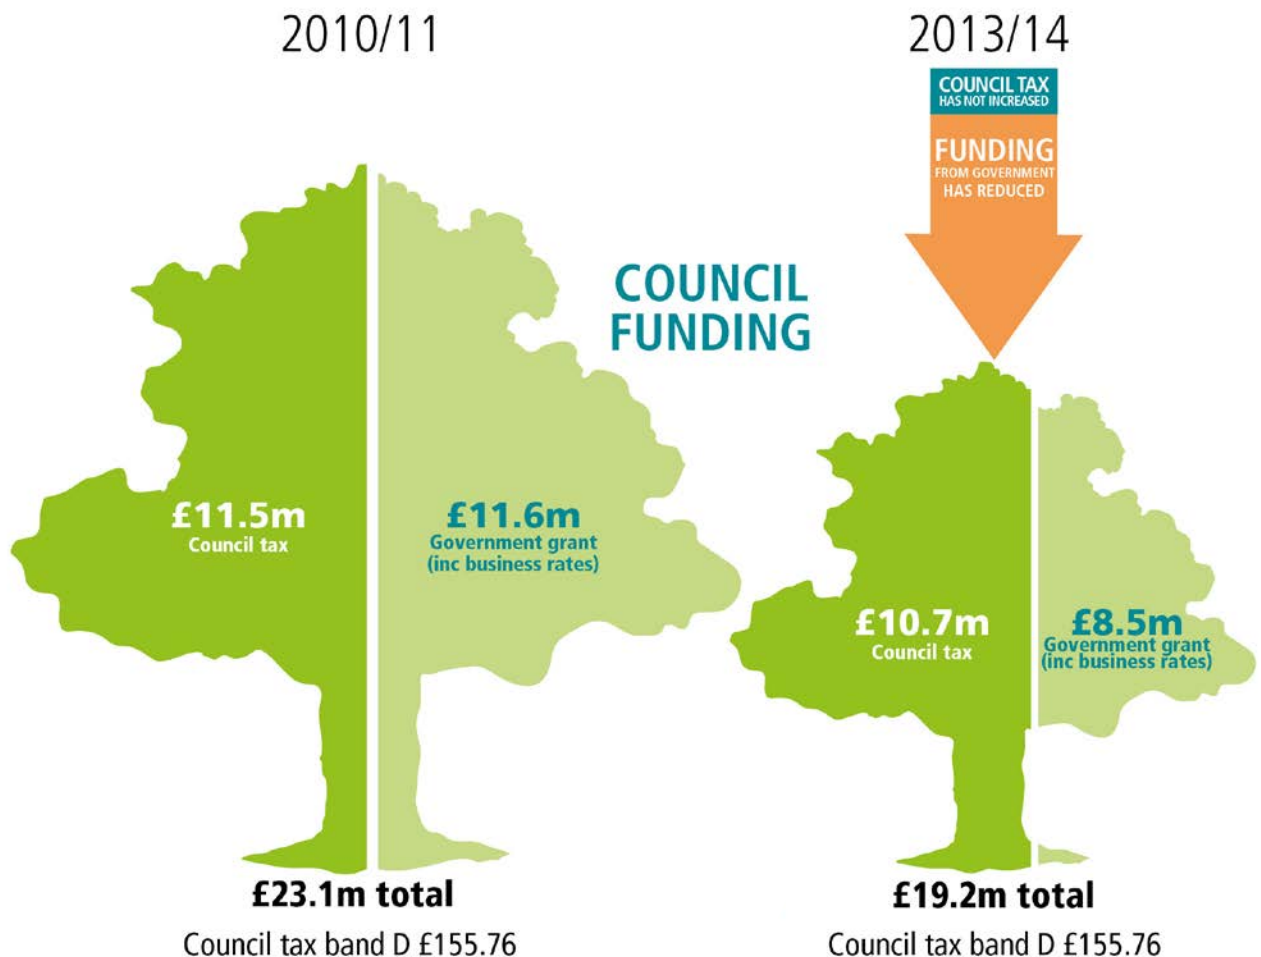 2010/11
2013/14
COUNCIL TAX
HAS NOT INCREASED
FUNDING
FROM GOVERNMENT
HAS REDUCED
COUNCIL
FUNDING
£11.5m
Council tax
£11.6m
Government grant
(inc business rates)
£10.7m
Council tax
£8.5m
Government grant
(inc business rates)
£23.1m total
Council tax band D £155.76
£19.2m total
Council tax band D £155.76